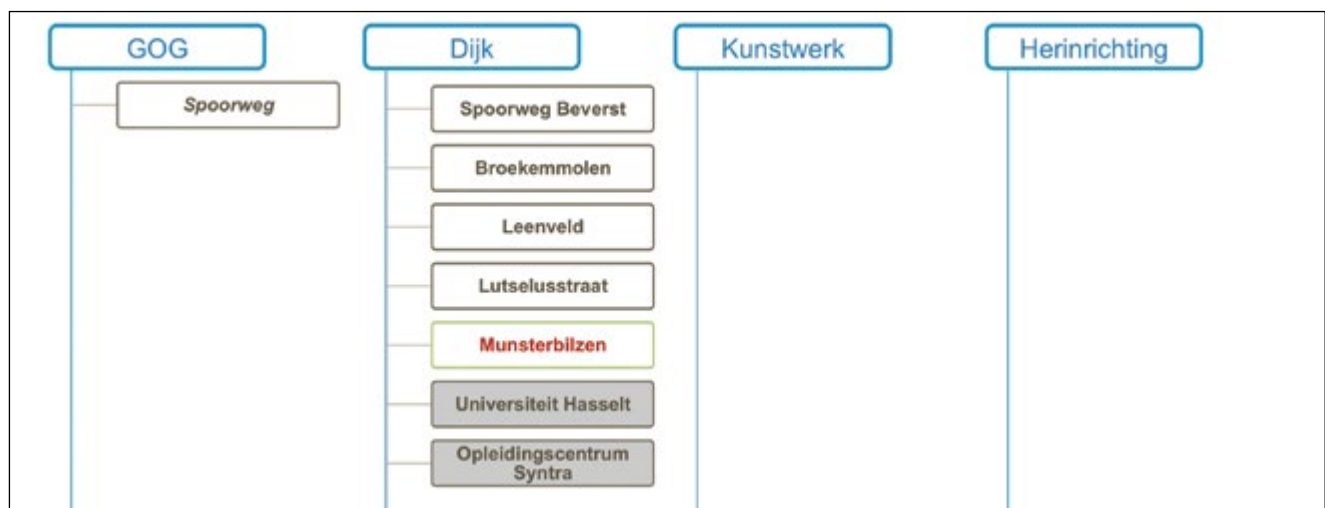 GOG
Dijk
Kunstwerk
Herinrichting
Spoorweg
Spoorweg Beverst
Broekemmolen
Leenveld
Lutselusstraat
Munsterbilzen
Universiteit Hasselt
Opleidingscentrum
Syntra